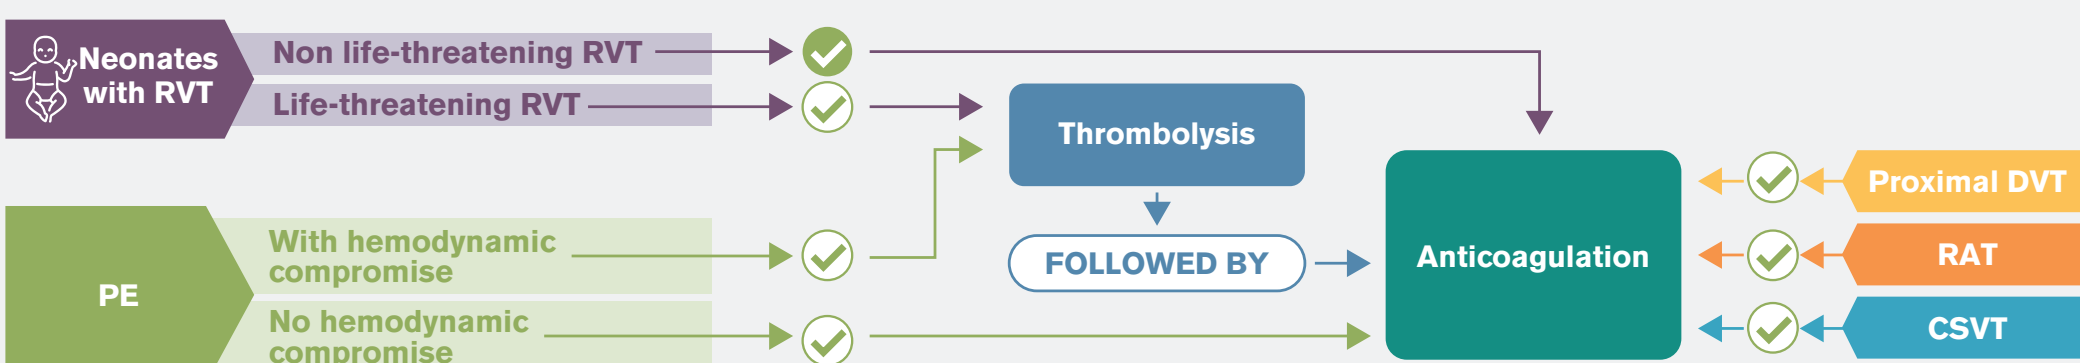 Neonates
with RVT
Non life-threatening RVT
Life-threatening RVT
Thrombolysis
FOLLOWED BY
Anticoagulation
Proximal DVT
RAT
CSVT
PE
With hemodynamic
compromise
No hemodynamic
compromise